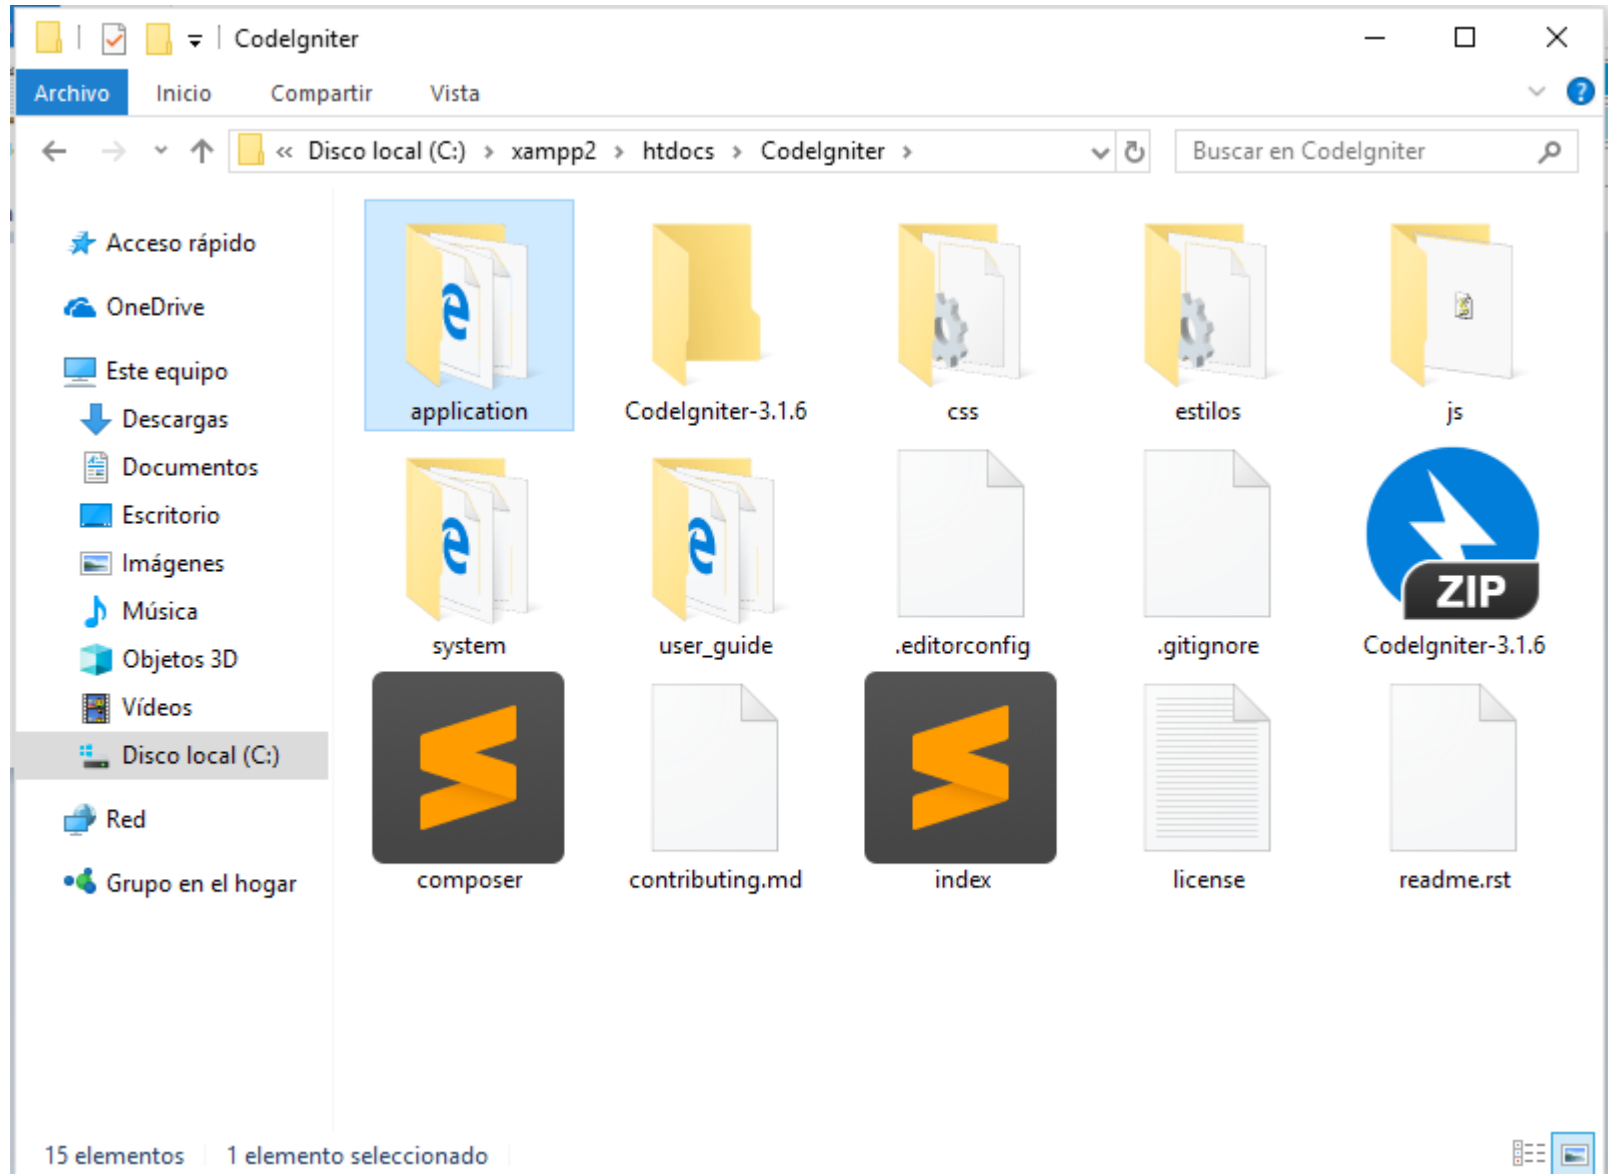 CodeIgniter
Archivo Inicio Compartir Vista
« Disco local (C:) › xampp2 › htdocs › CodeIgniter › Buscar en CodeIgniter
Acceso rápido
OneDrive
Este equipo
Descargas
Documentos
Escritorio
Imágenes
Música
Objetos 3D
Vídeos
Disco local (C:)
Red
Grupo en el hogar
application CodeIgniter-3.1.6 css estilos js
ZIP
system user_guide .editorconfig .gitignore CodeIgniter-3.1.6
composer contributing.md index license readme.rst
15 elementos 1 elemento seleccionado